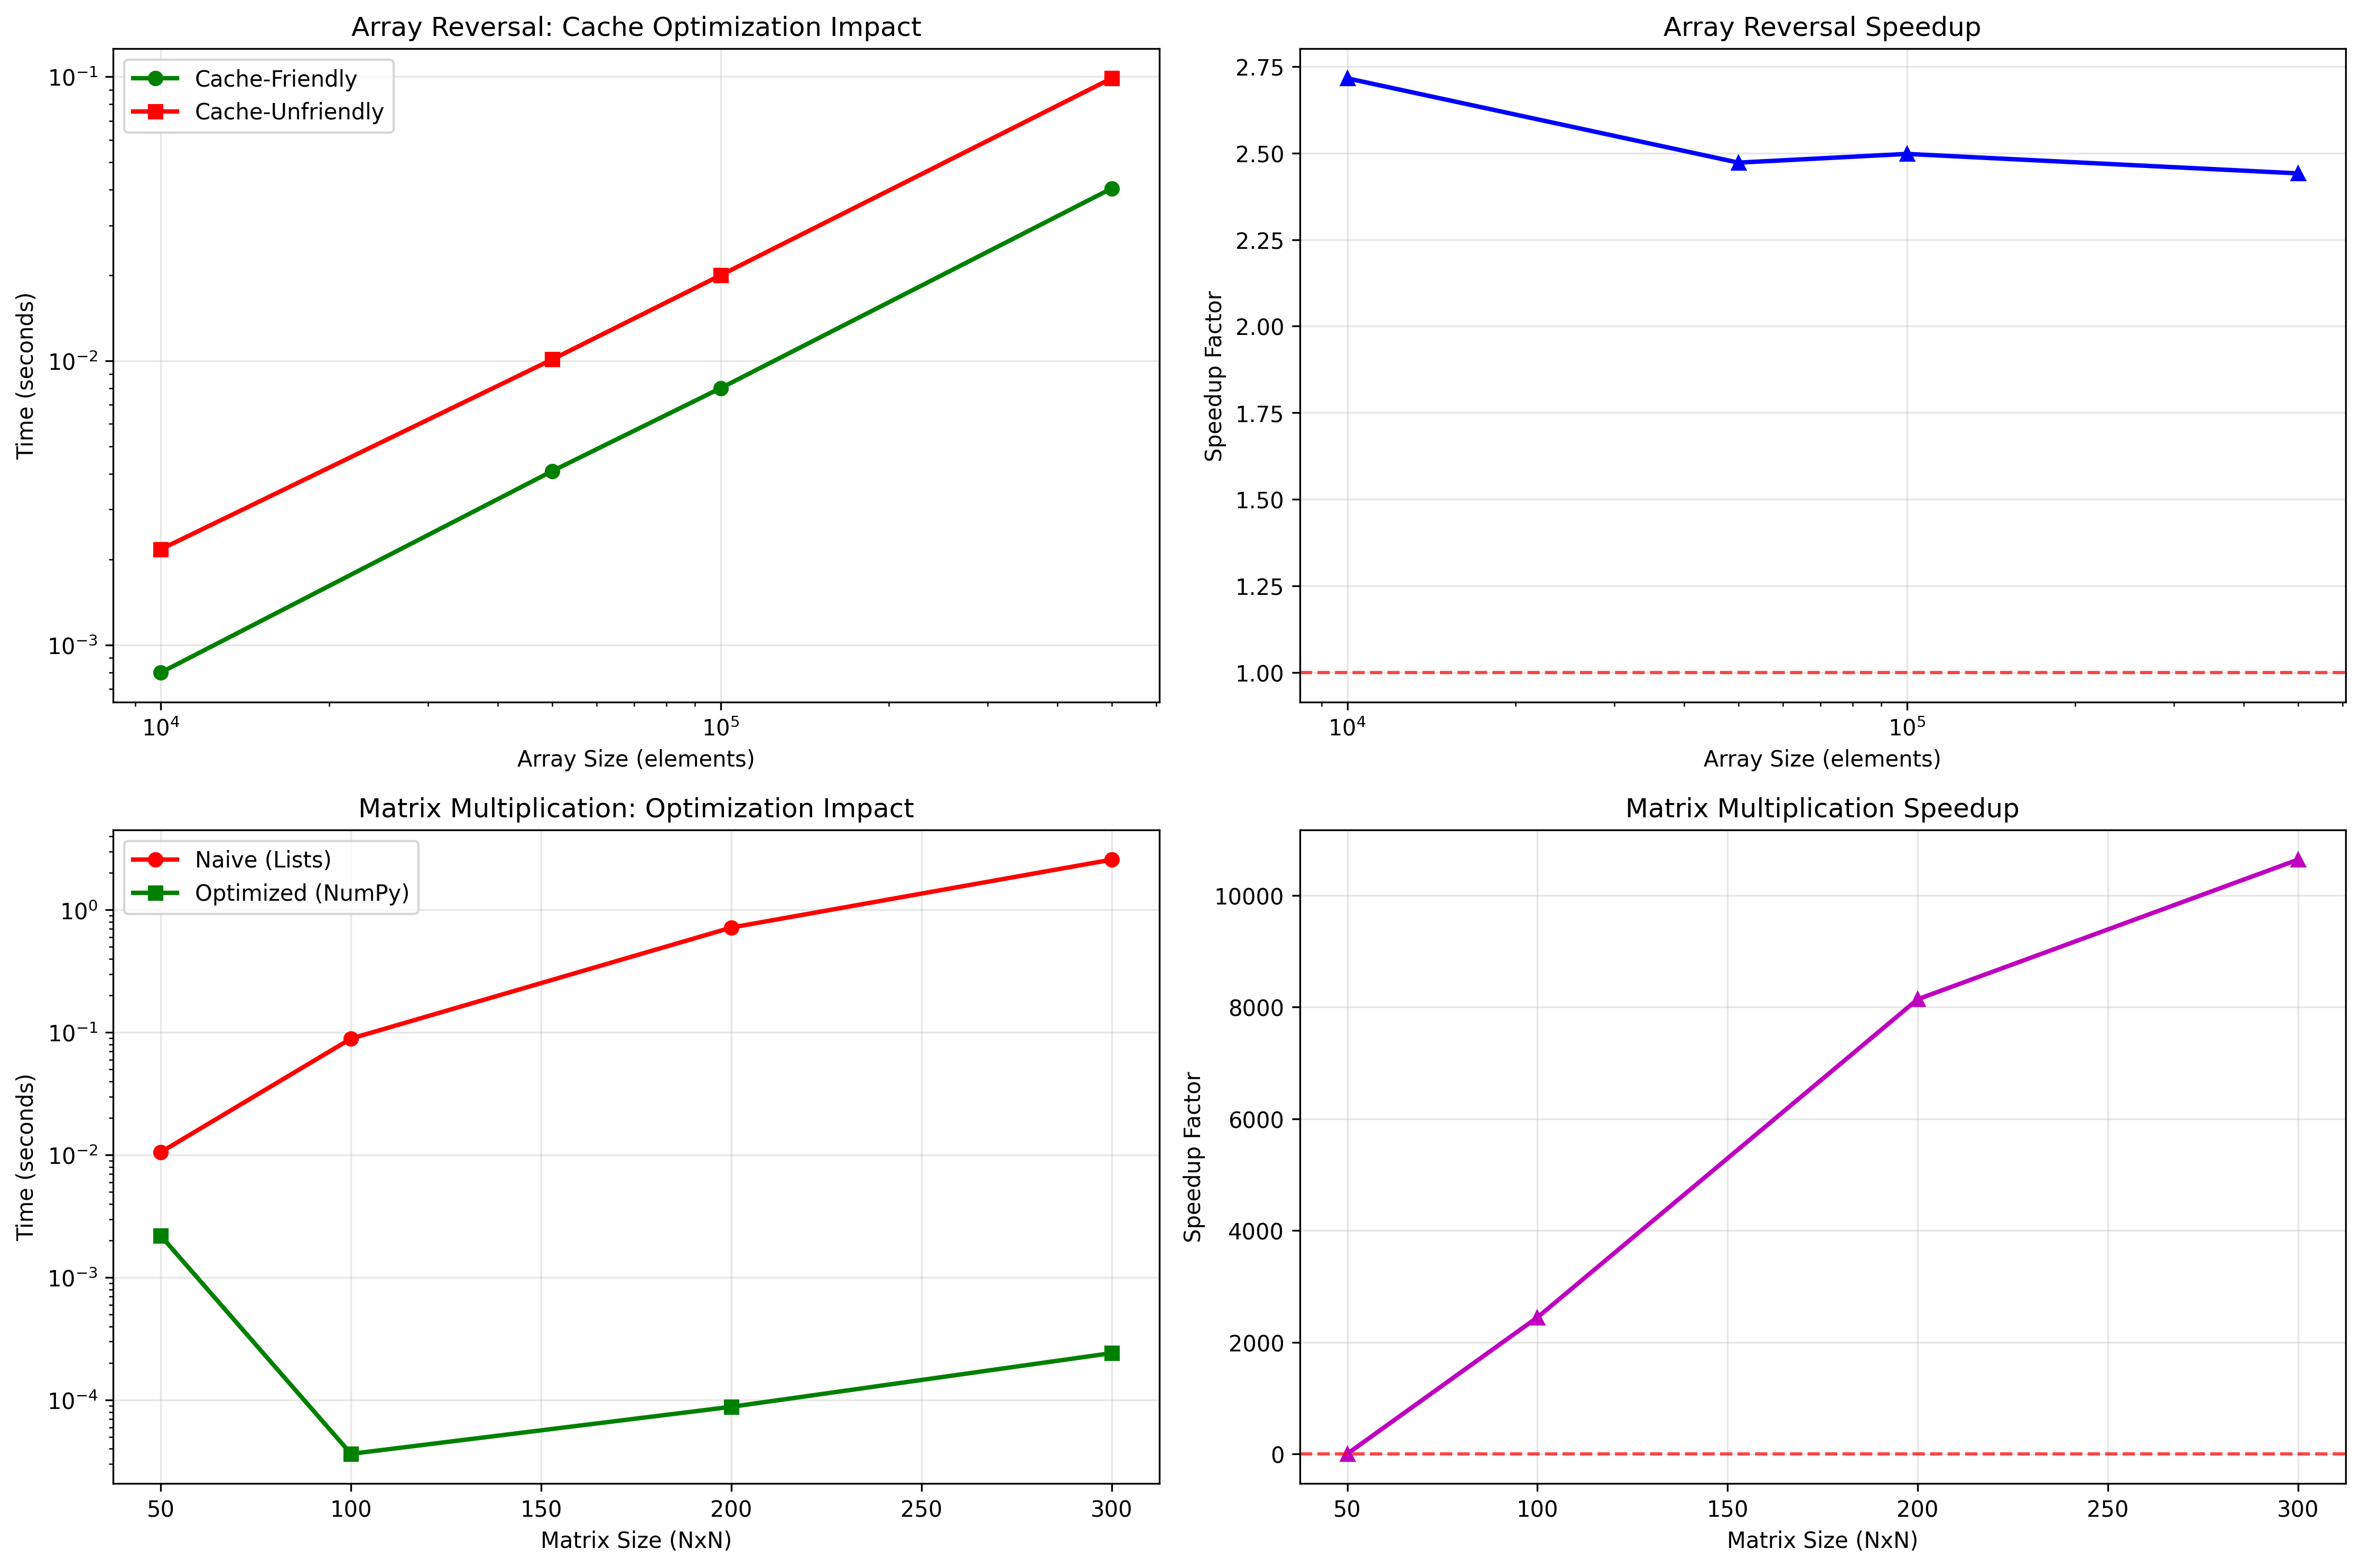 Array Reversal: Cache Optimization Impact
Cache-Friendly
Cache-Unfriendly
10⁻¹
10⁻²
10⁻³
Time (seconds)
10⁴
10⁵
Array Size (elements)
Array Reversal Speedup
2.75
2.50
2.25
2.00
1.75
1.50
1.25
1.00
Speedup Factor
10⁴
10⁵
Array Size (elements)
Matrix Multiplication: Optimization Impact
Naive (Lists)
Optimized (NumPy)
10⁰
10⁻¹
10⁻²
10⁻³
10⁻⁴
Time (seconds)
50 100 150 200 250 300
Matrix Size (NxN)
Matrix Multiplication Speedup
10000
8000
6000
4000
2000
0
Speedup Factor
50 100 150 200 250 300
Matrix Size (NxN)